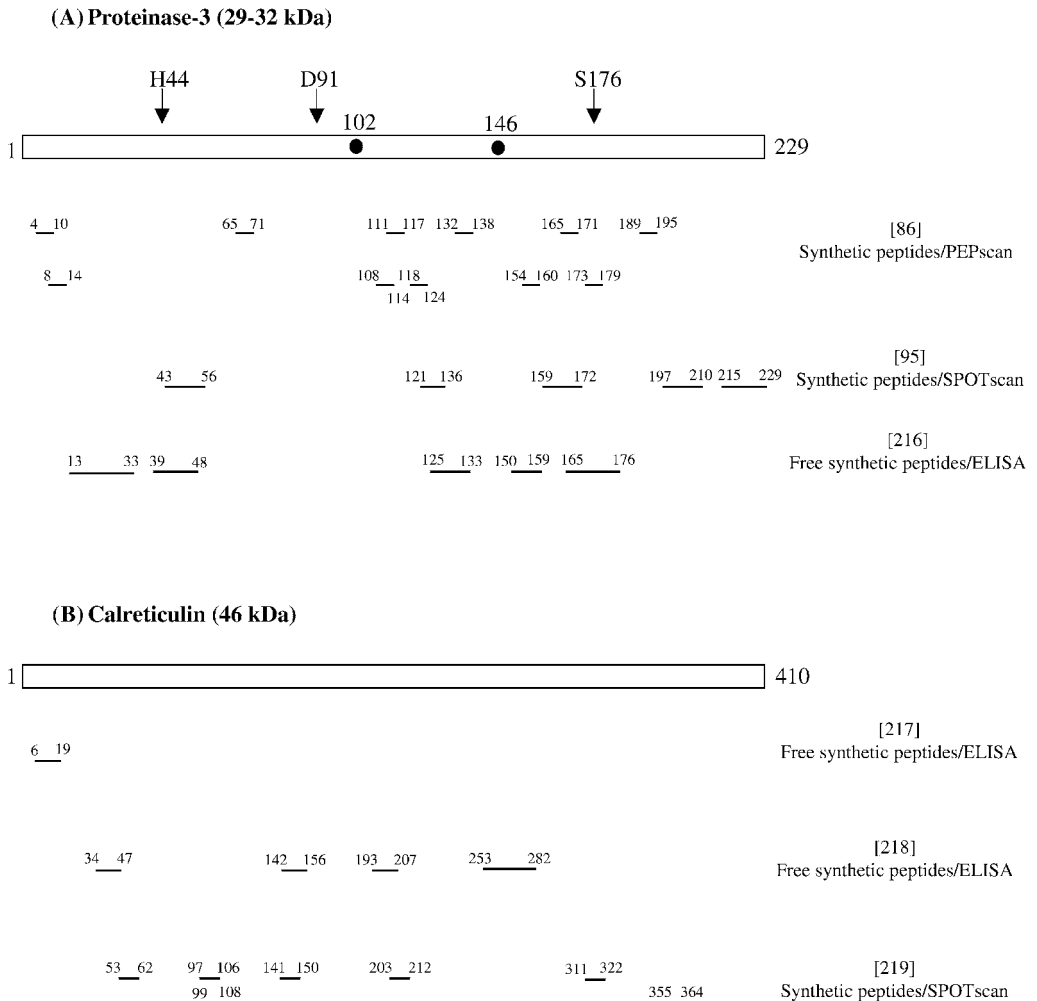 (A) Proteinase-3 (29-32 kDa)
H44 D91 S176
102 146
1 229
4 10 65 71 111 117 132 138 165 171 189 195
[86]
Synthetic peptides/PEPscan
8 14 108 118 154 160 173 179
114 124
[95]
43 56 121 136 159 172 197 210 215 229
Synthetic peptides/SPOTscan
[216]
13 33 39 48 125 133 150 159 165 176
Free synthetic peptides/ELISA
(B) Calreticulin (46 kDa)
1 410
[217]
6 19
Free synthetic peptides/ELISA
[218]
34 47 142 156 193 207 253 282
Free synthetic peptides/ELISA
[219]
53 62 97 106 141 150 203 212 311 322
99 108 355 364
Synthetic peptides/SPOTscan